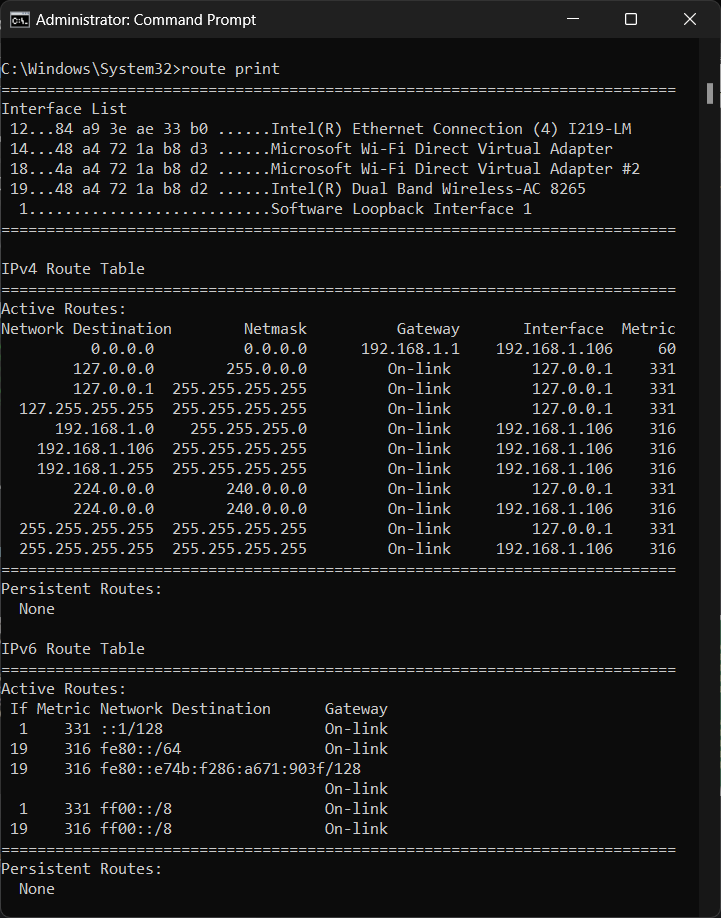 Administrator: Command Prompt
C:\Windows\System32>route print
===========================================================================
Interface List
 12...84 a9 3e ae 33 b0 ......Intel(R) Ethernet Connection (4) I219-LM
 14...48 a4 72 1a b8 d3 ......Microsoft Wi-Fi Direct Virtual Adapter
 18...4a a4 72 1a b8 d2 ......Microsoft Wi-Fi Direct Virtual Adapter #2
 19...48 a4 72 1a b8 d2 ......Intel(R) Dual Band Wireless-AC 8265
  1...........................Software Loopback Interface 1
===========================================================================
IPv4 Route Table
===========================================================================
Active Routes:
Network Destination        Netmask          Gateway       Interface  Metric
          0.0.0.0          0.0.0.0      192.168.1.1    192.168.1.106     60
        127.0.0.0        255.0.0.0         On-link         127.0.0.1    331
        127.0.0.1  255.255.255.255         On-link         127.0.0.1    331
  127.255.255.255  255.255.255.255         On-link         127.0.0.1    331
      192.168.1.0    255.255.255.0         On-link     192.168.1.106    316
    192.168.1.106  255.255.255.255         On-link     192.168.1.106    316
    192.168.1.255  255.255.255.255         On-link     192.168.1.106    316
        224.0.0.0        240.0.0.0         On-link         127.0.0.1    331
        224.0.0.0        240.0.0.0         On-link     192.168.1.106    316
  255.255.255.255  255.255.255.255         On-link         127.0.0.1    331
  255.255.255.255  255.255.255.255         On-link     192.168.1.106    316
===========================================================================
Persistent Routes:
  None
IPv6 Route Table
===========================================================================
Active Routes:
 If Metric Network Destination      Gateway
  1    331 ::1/128                  On-link
 19    316 fe80::/64                On-link
 19    316 fe80::e74b:f286:a671:903f/128
                                    On-link
  1    331 ff00::/8                 On-link
 19    316 ff00::/8                 On-link
===========================================================================
Persistent Routes:
  None